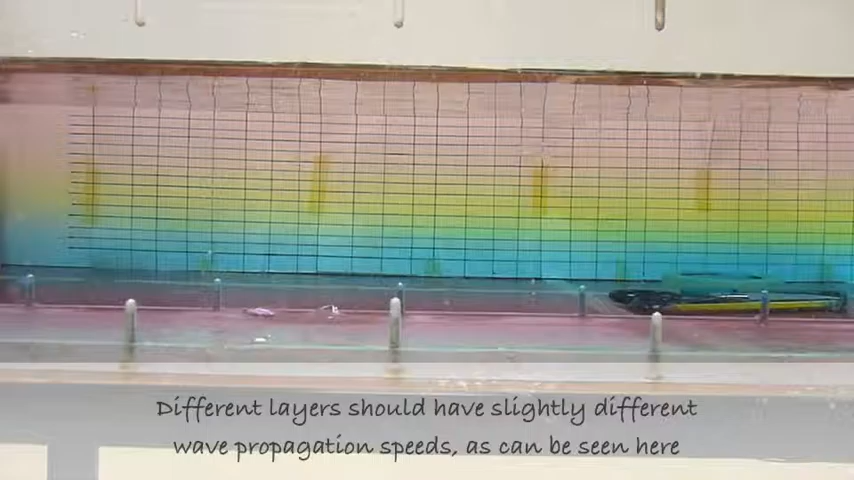 Different layers should have slightly different
wave propagation speeds, as can be seen here